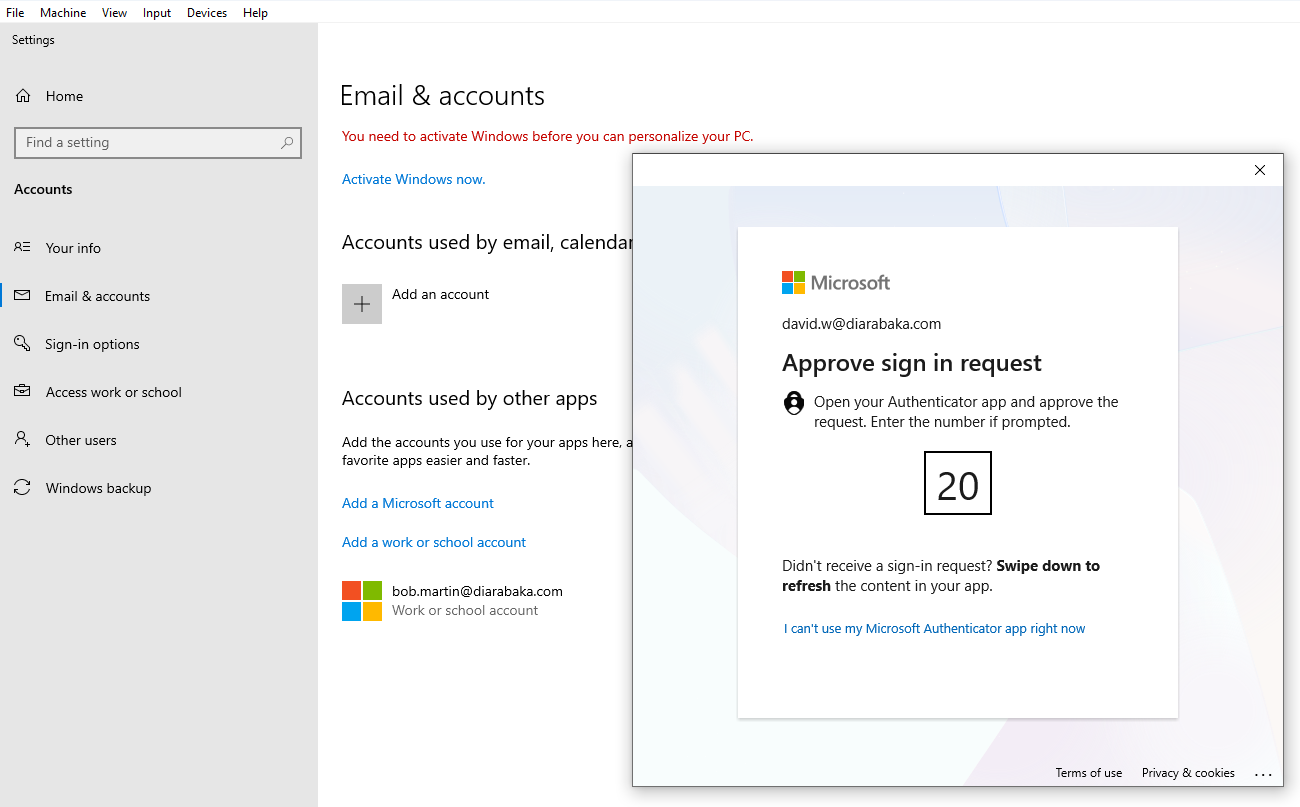 File Machine View Input Devices Help
Settings
Home
Find a setting
Accounts
Your info
Email & accounts
Sign-in options
Access work or school
Other users
Windows backup
Email & accounts
You need to activate Windows before you can personalize your PC.
Activate Windows now.
Accounts used by email, calendar
Add an account
Accounts used by other apps
Add the accounts you use for your apps here, a
favorite apps easier and faster.
Add a Microsoft account
Add a work or school account
bob.martin@diarabaka.com
Work or school account
Microsoft
david.w@diarabaka.com
Approve sign in request
Open your Authenticator app and approve the
request. Enter the number if prompted.
20
Didn't receive a sign-in request? Swipe down to
refresh the content in your app.
I can't use my Microsoft Authenticator app right now
Terms of use Privacy & cookies ...